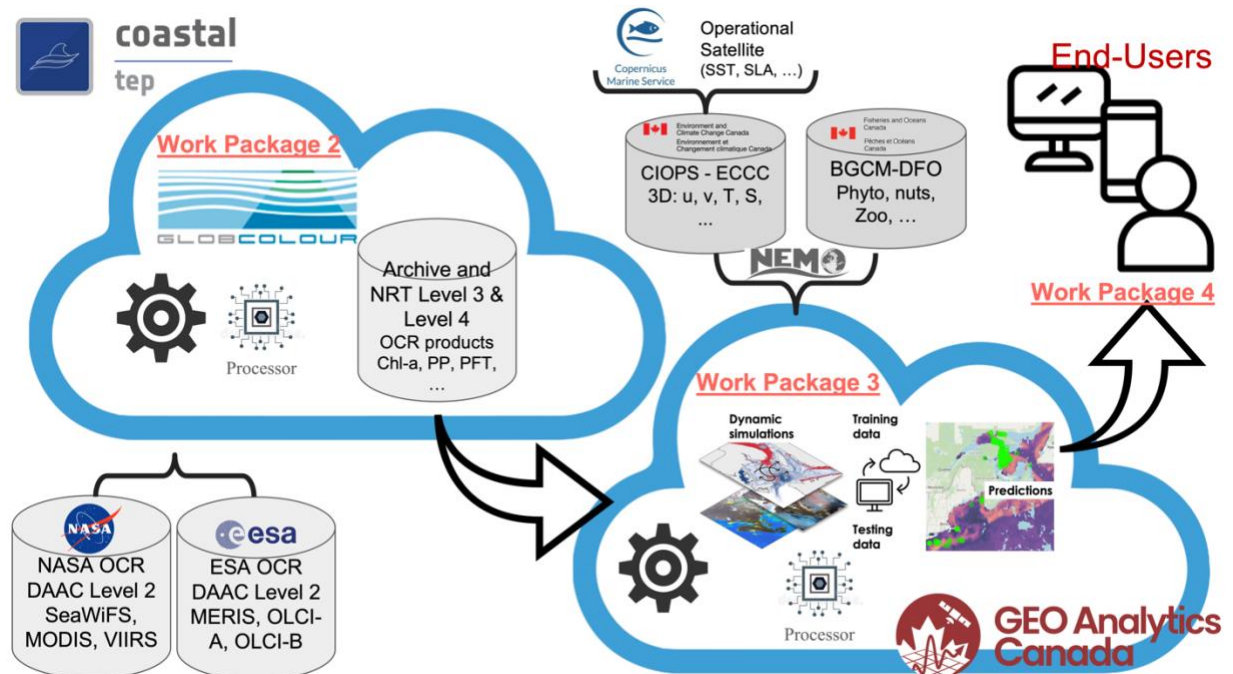 coastal
tep
Work Package 2
GLOBCOLOUR
Processor
Archive and
NRT Level 3 &
Level 4
OCR products
Chl-a, PP, PFT,
...
NASA
NASA OCR
DAAC Level 2
SeaWiFS,
MODIS, VIIRS
esa
ESA OCR
DAAC Level 2
MERIS, OLCI-
A, OLCI-B
Copernicus
Marine Service
Operational
Satellite
(SST, SLA, ...)
Environment and
Climate Change Canada
Environnement et
Changement climatique Canada
CIOPS - ECCC
3D: u, v, T, S,
...
Fisheries and Oceans
Canada
Pêches et Océans
Canada
BGCM-DFO
Phyto, nuts,
Zoo, ...
NEMO
End-Users
Work Package 4
Work Package 3
Dynamic
simulations
Training
data
Testing
data
Predictions
Processor
GEO Analytics
Canada